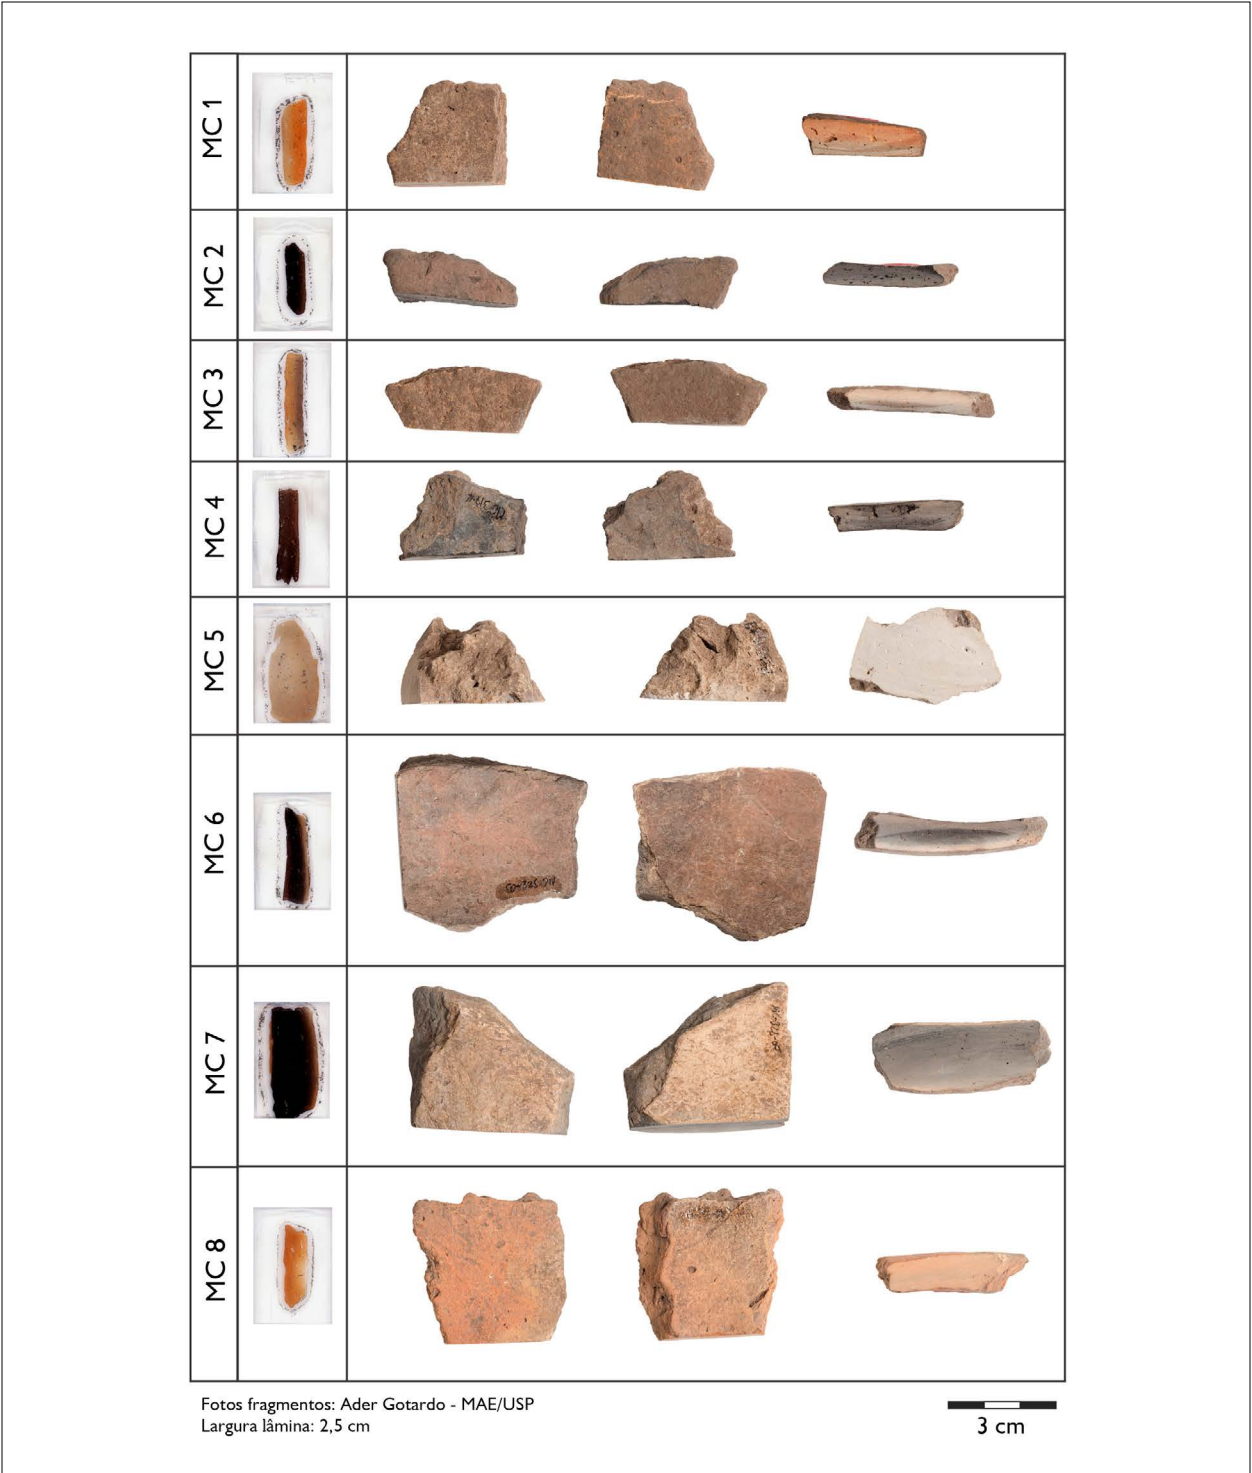 MC 1
MC 2
MC 3
MC 4
MC 5
MC 6
MC 7
MC 8
Fotos fragmentos: Ader Gotardo - MAE/USP
Largura lâmina: 2,5 cm
3 cm